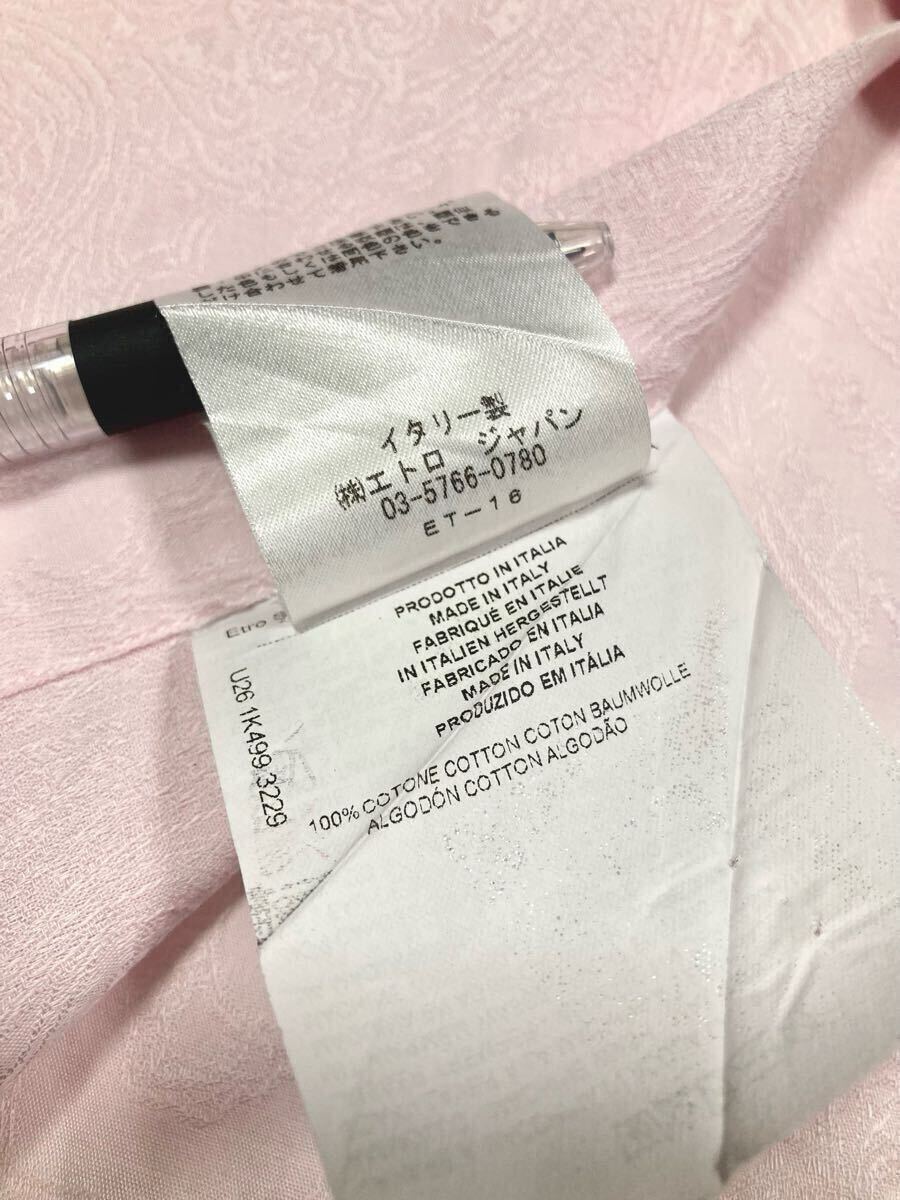 イタリー製
㈱エトロ ジャパン
03-5766-0780
ET-16
PRODOTTO IN ITALIA
MADE IN ITALY
FABRIQUÉ EN ITALIE
IN ITALIEN HERGESTELLT
FABRICADO EN ITALIA
MADE IN ITALY
PRODUZIDO EM ITÁLIA
Etro
U26 1K499 3229
100% COTONE COTTON COTON BAUMWOLLE
ALGODÓN COTTON ALGODÃO